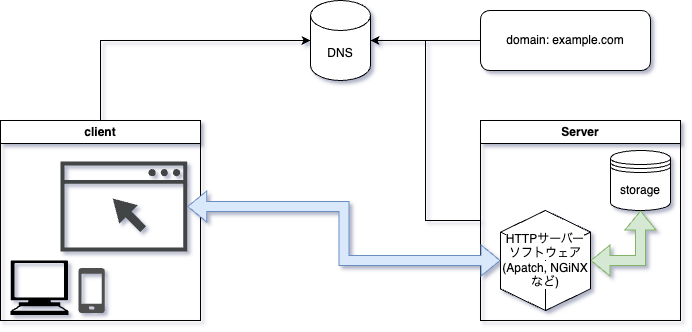 DNS
domain: example.com
client
Server
storage
HTTPサーバー
ソフトウェア
(Apatch, NGiNX
など)